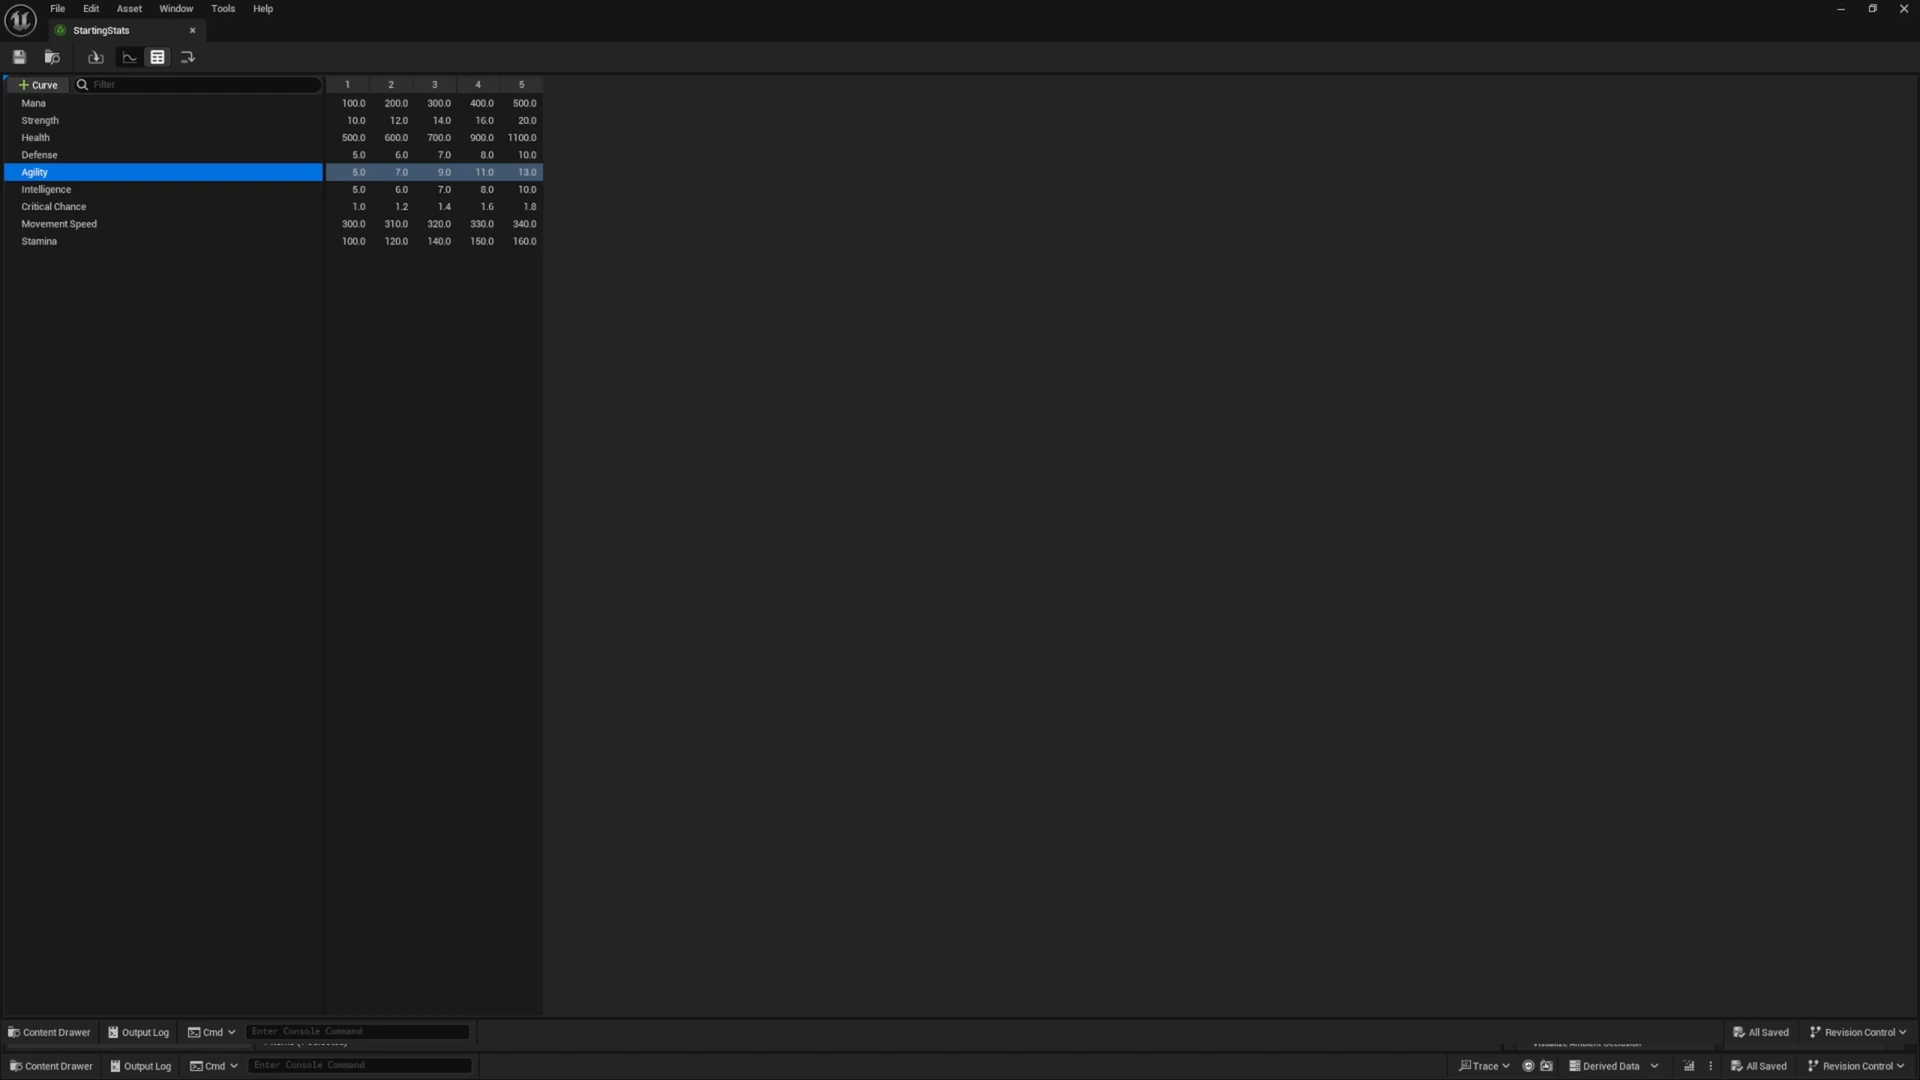 File Edit Asset Window Tools Help
StartingStats
Curve Filter 1 2 3 4 5
Mana 100.0 200.0 300.0 400.0 500.0
Strength 10.0 12.0 14.0 16.0 20.0
Health 500.0 600.0 700.0 900.0 1100.0
Defense 5.0 6.0 7.0 8.0 10.0
Agility 5.0 7.0 9.0 11.0 13.0
Intelligence 5.0 6.0 7.0 8.0 10.0
Critical Chance 1.0 1.2 1.4 1.6 1.8
Movement Speed 300.0 310.0 320.0 330.0 340.0
Stamina 100.0 120.0 140.0 150.0 160.0
Content Drawer Output Log Cmd Enter Console Command All Saved Revision Control
Visualize Ambient Occlusion
Content Drawer Output Log Cmd Enter Console Command Trace Derived Data All Saved Revision Control